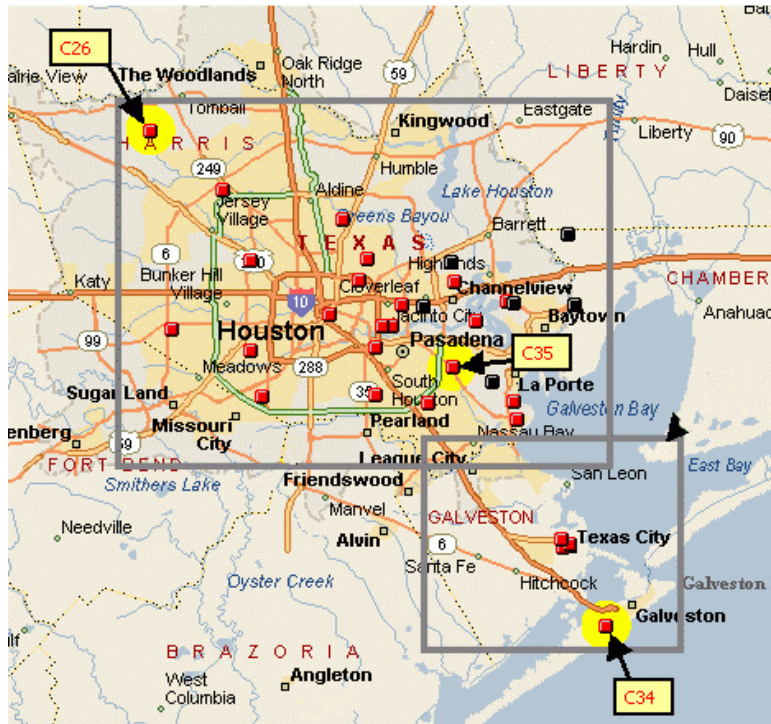 C26
Oak Ridge
North
59
Hardin
Hull
Daiset
The Woodlands
LIBERTY
Tomball
Eastgate
Kingwood
Liberty
90
HARRIS
249
Humble
Aldine
Lake Houston
Jersey
Village
Green's Bayou
Barrett
TEXAS
6
Highlands
CHAMBER
Katy
Bunker Hill
Village
Cloverleaf
Channelview
10
Jacinto City
Baytown
Anahuac
Houston
Pasadena
C35
99
288
Meadows
South
Houston
La Porte
35
Sugar Land
Galveston Bay
Missouri
City
Pearland
Nassau Bay
59
League City
East Bay
FORT BEND
San Leon
Smithers Lake
Friendswood
Manvel
GALVESTON
Texas City
Needville
Alvin
6
Santa Fe
Hitchcock
Galveston
Oyster Creek
Galveston
BRAZORIA
West
Columbia
Angleton
C34